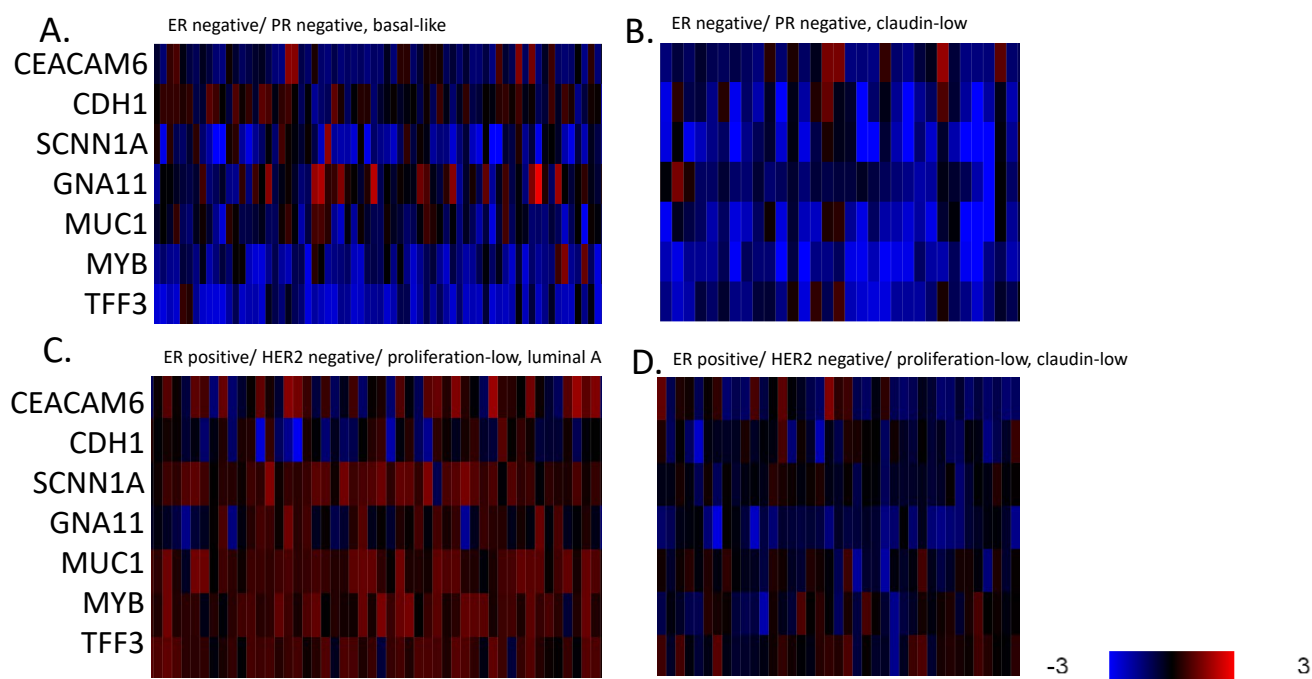 A. ER negative/ PR negative, basal-like
B. ER negative/ PR negative, claudin-low
CEACAM6
CDH1
SCNN1A
GNA11
MUC1
MYB
TFF3
C. ER positive/ HER2 negative/ proliferation-low, luminal A
D. ER positive/ HER2 negative/ proliferation-low, claudin-low
CEACAM6
CDH1
SCNN1A
GNA11
MUC1
MYB
TFF3
-3 3